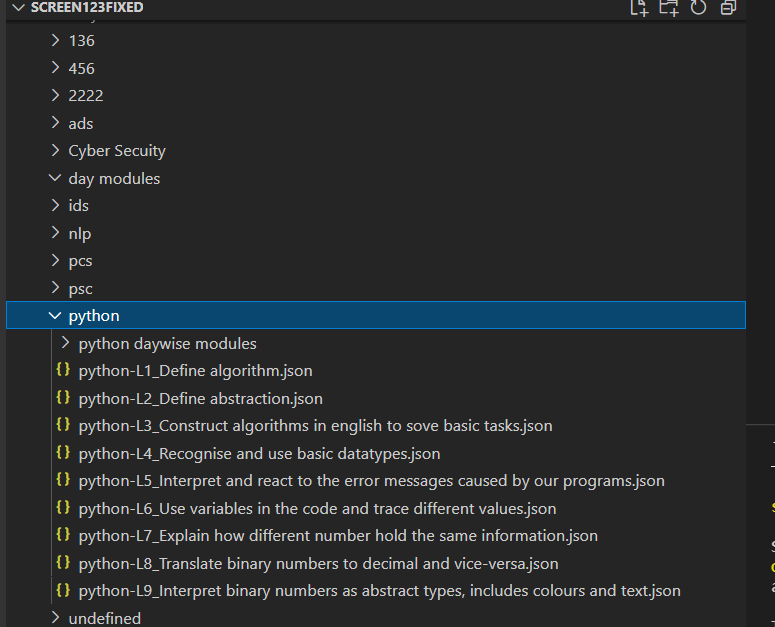 SCREEN123FIXED
136
456
2222
ads
Cyber Secuity
day modules
ids
nlp
pcs
psc
python
python daywise modules
{} python-L1_Define algorithm.json
{} python-L2_Define abstraction.json
{} python-L3_Construct algorithms in english to sove basic tasks.json
{} python-L4_Recognise and use basic datatypes.json
{} python-L5_Interpret and react to the error messages caused by our programs.json
{} python-L6_Use variables in the code and trace different values.json
{} python-L7_Explain how different number hold the same information.json
{} python-L8_Translate binary numbers to decimal and vice-versa.json
{} python-L9_Interpret binary numbers as abstract types, includes colours and text.json
undefined